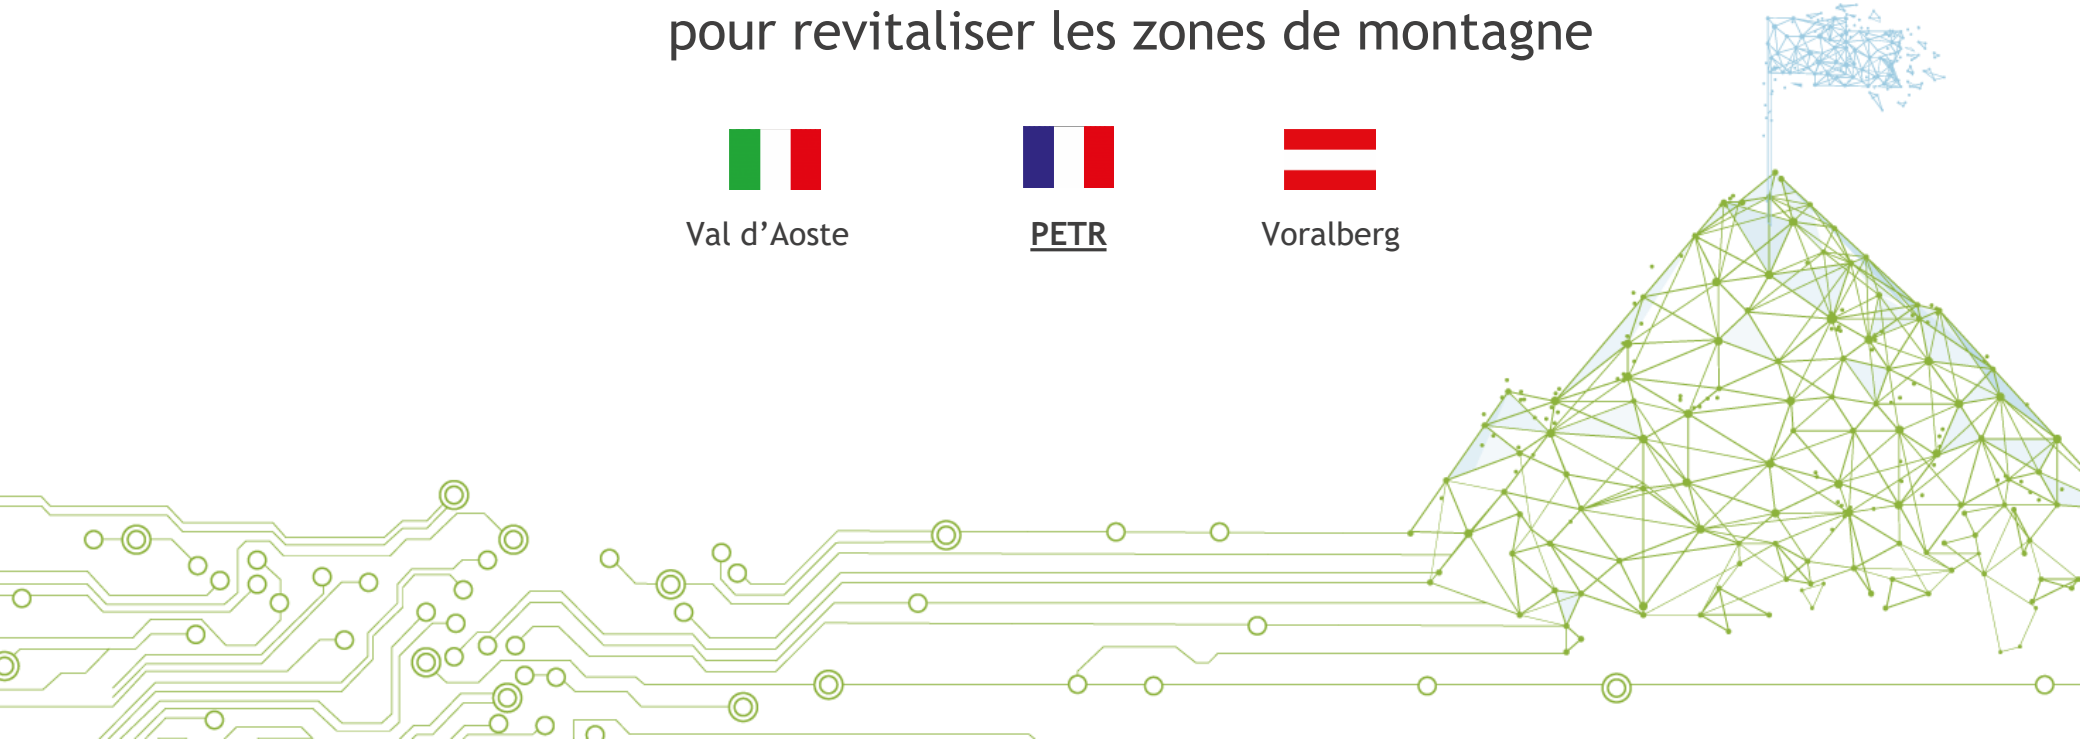 pour revitaliser les zones de montagne
Val d’Aoste
PETR
Voralberg